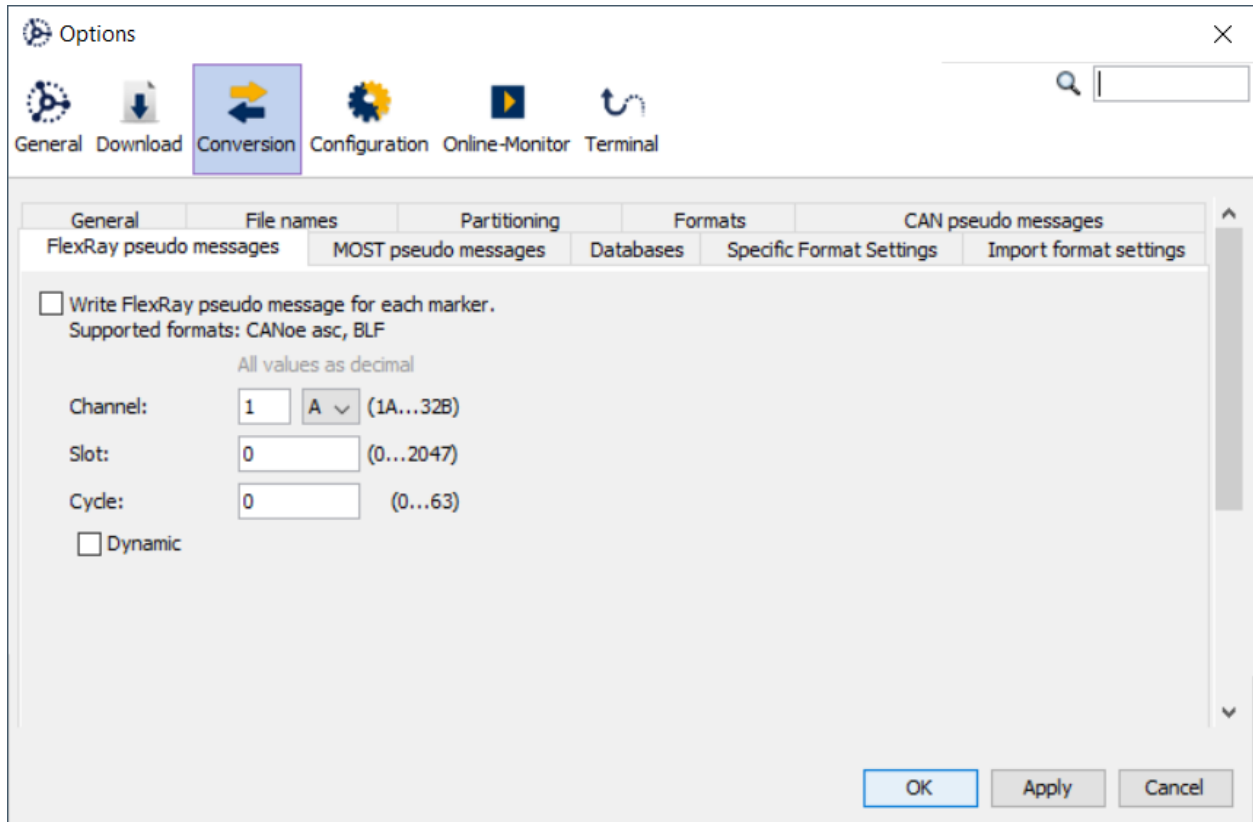 Options
General Download Conversion Configuration Online-Monitor Terminal
General File names Partitioning Formats CAN pseudo messages
FlexRay pseudo messages MOST pseudo messages Databases Specific Format Settings Import format settings
Write FlexRay pseudo message for each marker.
Supported formats: CANoe asc, BLF
All values as decimal
Channel: 1 A (1A...32B)
Slot: 0 (0...2047)
Cycle: 0 (0...63)
Dynamic
OK Apply Cancel